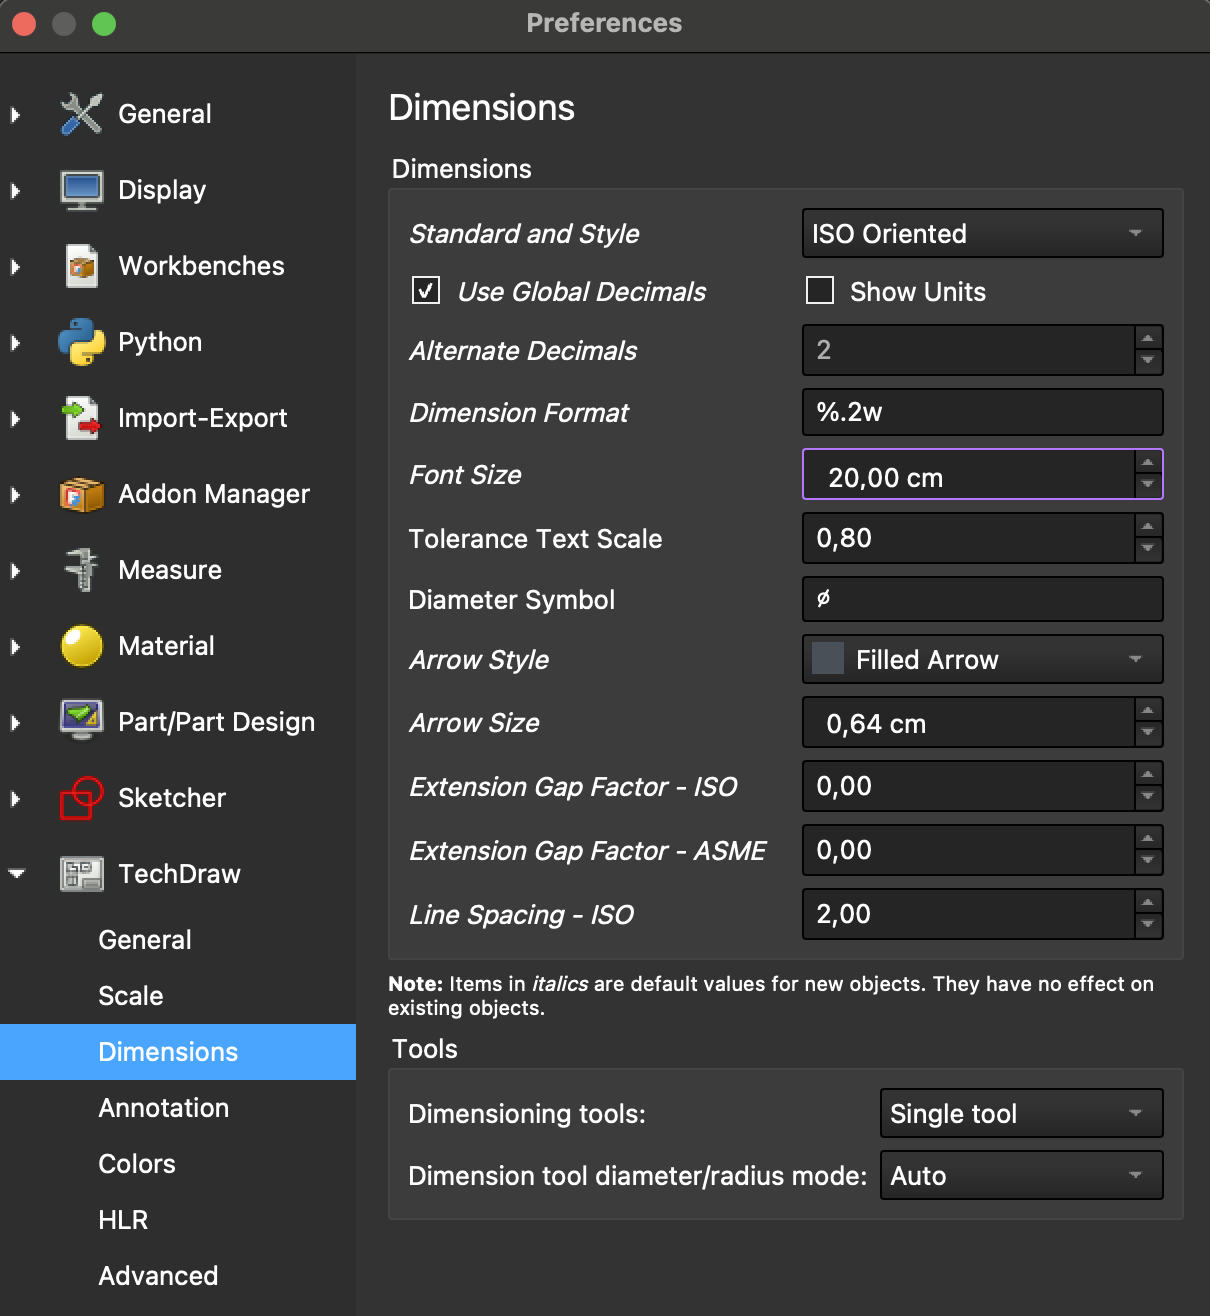 Preferences
General
Display
Workbenches
Python
Import-Export
Addon Manager
Measure
Material
Part/Part Design
Sketcher
TechDraw
General
Scale
Dimensions
Annotation
Colors
HLR
Advanced
Dimensions
Dimensions
Standard and Style ISO Oriented
Use Global Decimals Show Units
Alternate Decimals 2
Dimension Format %.2w
Font Size 20,00 cm
Tolerance Text Scale 0,80
Diameter Symbol ⌀
Arrow Style Filled Arrow
Arrow Size 0,64 cm
Extension Gap Factor - ISO 0,00
Extension Gap Factor - ASME 0,00
Line Spacing - ISO 2,00
Note: Items in italics are default values for new objects. They have no effect on
existing objects.
Tools
Dimensioning tools: Single tool
Dimension tool diameter/radius mode: Auto